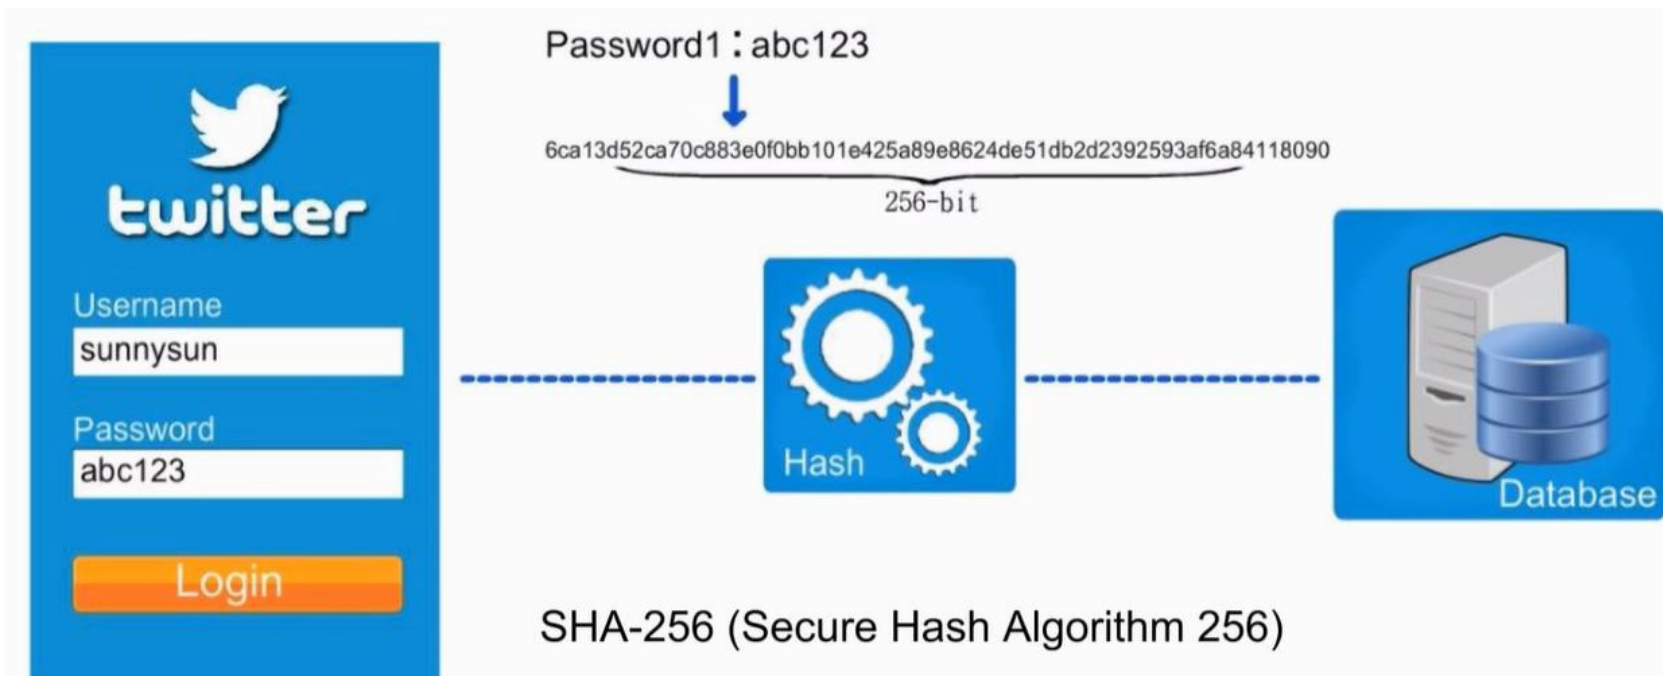 twitter
Username
sunnysun
Password
abc123
Login
Password1:abc123
6ca13d52ca70c883e0f0bb101e425a89e8624de51db2d2392593af6a84118090
256-bit
Hash
Database
SHA-256 (Secure Hash Algorithm 256)